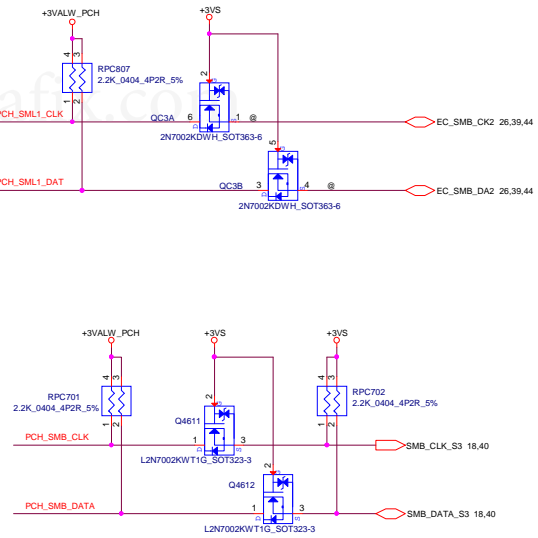 +3VALW_PCH
+3VS
4
3
RPC807
2.2K_0404_4P2R_5%
2
G
1
2
PCH_SML1_CLK
QC3A
6
D
S
1
@
EC_SMB_CK2 26,39,44
2N7002KDWH_SOT363-6
5
G
PCH_SML1_DAT
QC3B
3
D
S
4
@
EC_SMB_DA2 26,39,44
2N7002KDWH_SOT363-6
+3VALW_PCH
+3VS
+3VS
4
3
4
3
RPC701
2.2K_0404_4P2R_5%
RPC702
2.2K_0404_4P2R_5%
2
G
Q4611
1
2
1
2
PCH_SMB_CLK
1
D
S
3
SMB_CLK_S3 18,40
L2N7002KWT1G_SOT323-3
2
G
Q4612
PCH_SMB_DATA
1
D
S
3
SMB_DATA_S3 18,40
L2N7002KWT1G_SOT323-3